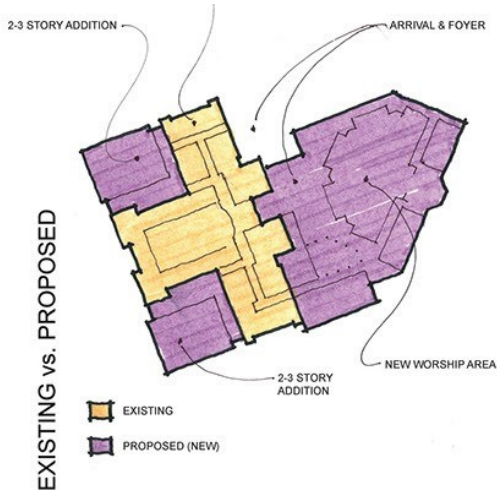 2-3 STORY ADDITION
ARRIVAL & FOYER
EXISTING vs. PROPOSED
NEW WORSHIP AREA
2-3 STORY
ADDITION
EXISTING
PROPOSED (NEW)